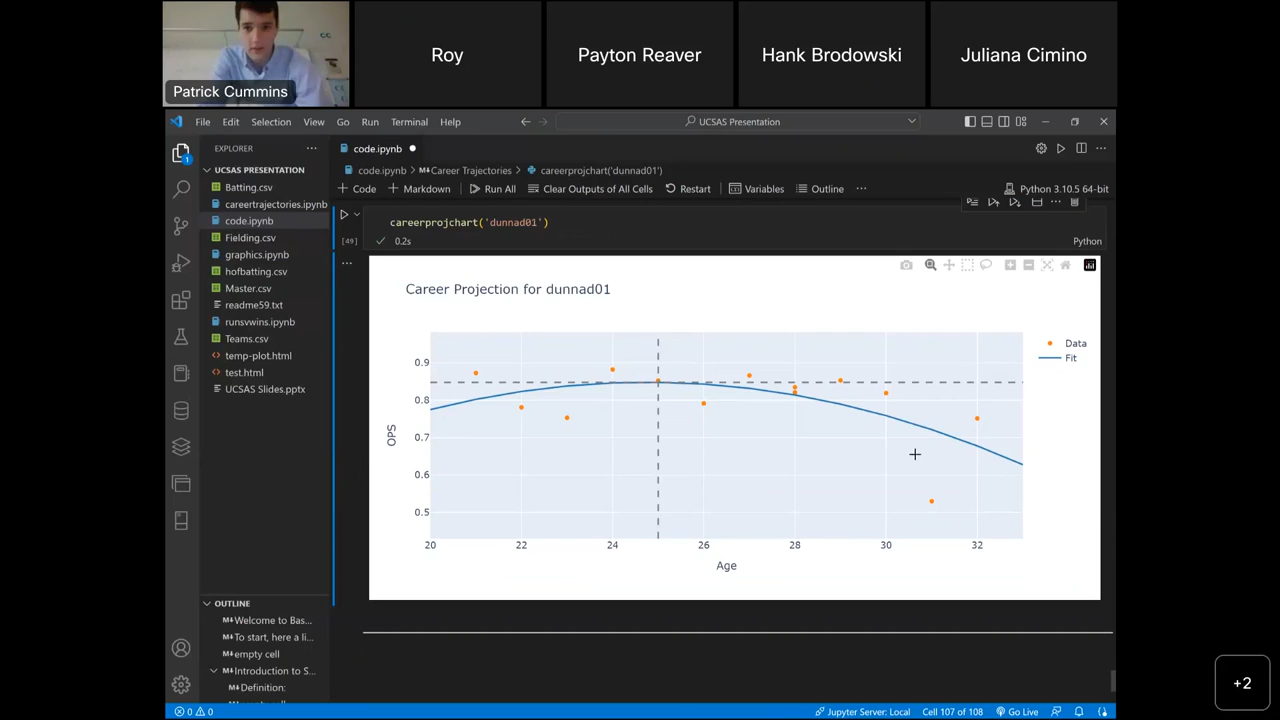 Patrick Cummins
Roy
Payton Reaver
Hank Brodowski
Juliana Cimino
File Edit Selection View Go Run Terminal Help
UCSAS Presentation
EXPLORER
code.ipynb
code.ipynb > Career Trajectories > careerprojchart('dunnad01')
UCSAS PRESENTATION
Code Markdown Run All Clear Outputs of All Cells Restart Variables Outline
Python 3.10.5 64-bit
Batting.csv
careertrajectories.ipynb
code.ipynb
Fielding.csv
graphics.ipynb
hofbatting.csv
Master.csv
readme59.txt
runsvwins.ipynb
Teams.csv
temp-plot.html
test.html
UCSAS Slides.pptx
careerprojchart('dunnad01')
[49]
0.2s
Python
Career Projection for dunnad01
Data
Fit
0.9
0.8
0.7
0.6
0.5
OPS
20 22 24 26 28 30 32
Age
OUTLINE
Welcome to Bas...
To start, here a li...
empty cell
Introduction to S...
Definition:
+2
0 0
Jupyter Server: Local Cell 107 of 108 Go Live